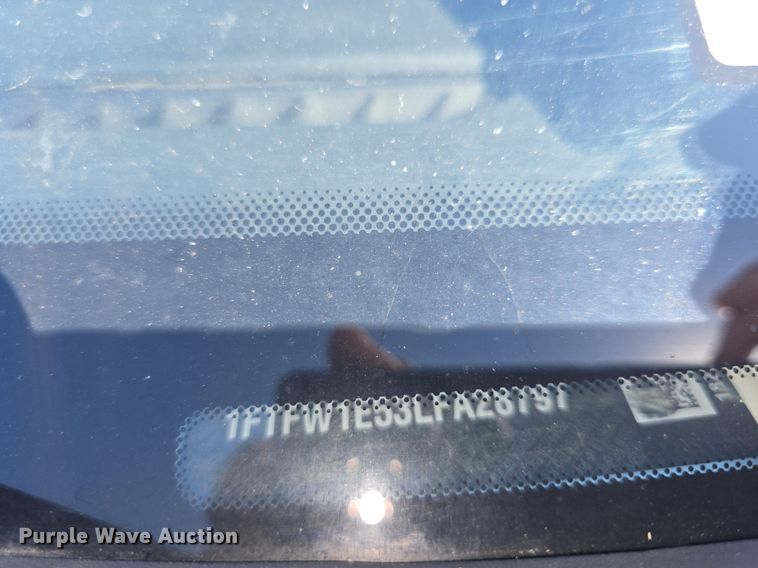 1FTFW1E53LFA28797
Purple Wave Auction